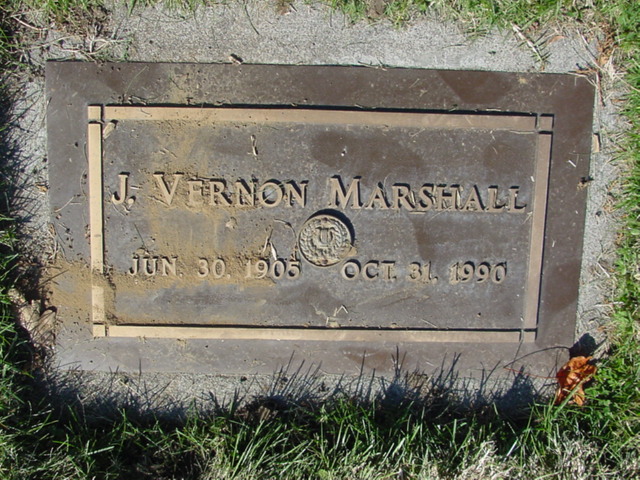 J. VERNON MARSHALL
JUN. 30. 1905 OCT. 31. 1990